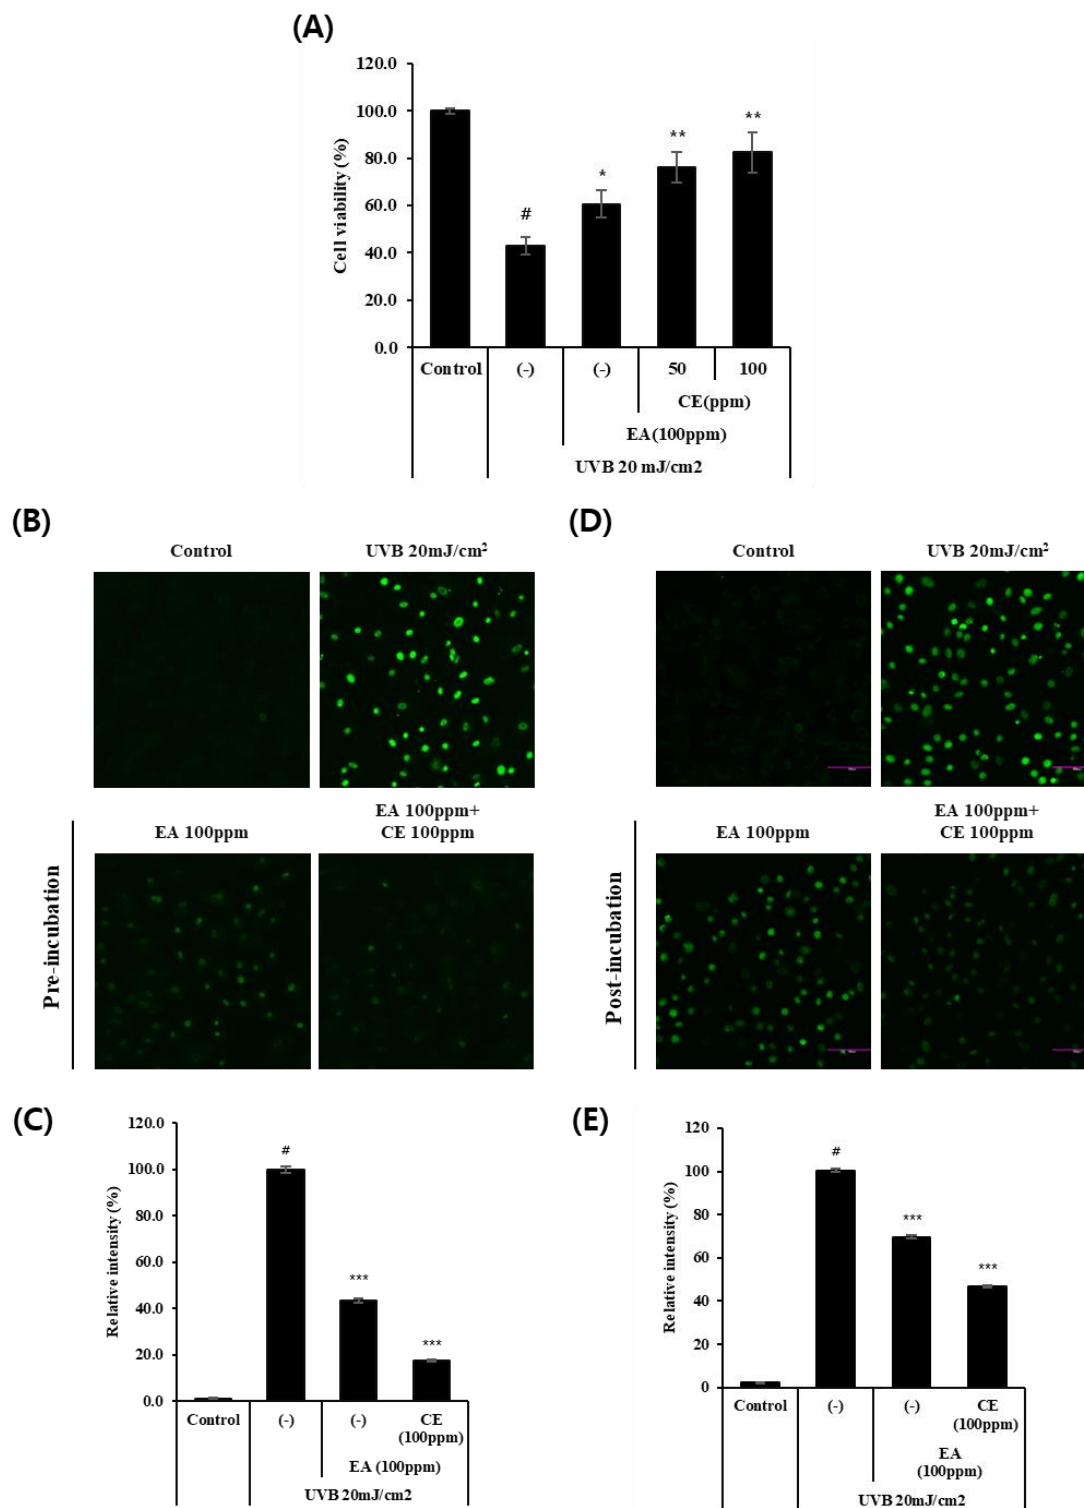 (A)
120.0
100.0
80.0
60.0
40.0
20.0
0.0
Cell viability (%)
#
*
**
**
Control
(-)
(-)
50
100
CE(ppm)
EA(100ppm)
UVB 20 mJ/cm2
(B)
Control
UVB 20mJ/cm²
EA 100ppm
EA 100ppm+
CE 100ppm
Pre-incubation
(D)
Control
UVB 20mJ/cm²
EA 100ppm
EA 100ppm+
CE 100ppm
Post-incubation
(C)
120.0
100.0
80.0
60.0
40.0
20.0
0.0
Relative intensity (%)
#
***
***
Control
(-)
(-)
CE
(100ppm)
EA (100ppm)
UVB 20mJ/cm2
(E)
120
100
80
60
40
20
0
Relative intensity (%)
#
***
***
Control
(-)
(-)
CE
(100ppm)
EA
(100ppm)
UVB 20mJ/cm2